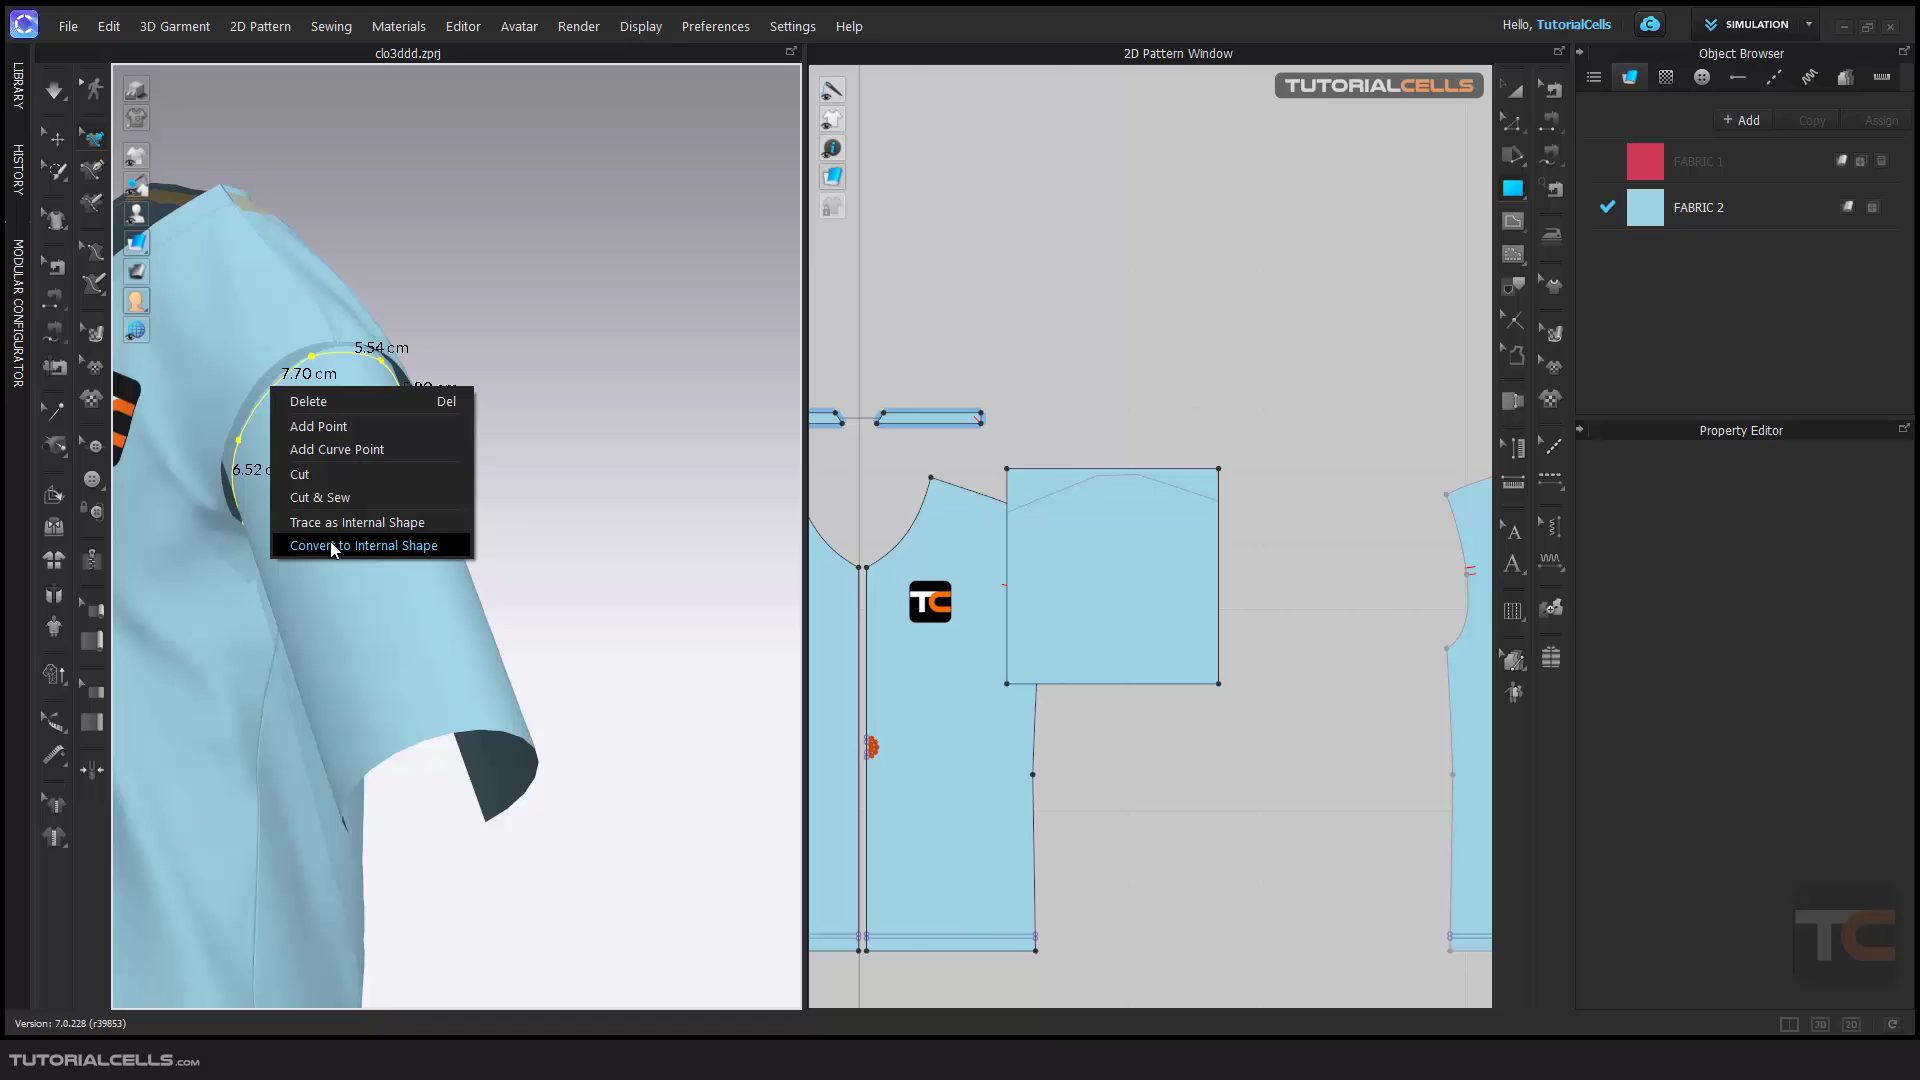 File Edit 3D Garment 2D Pattern Sewing Materials Editor Avatar Render Display Preferences Settings Help
Hello, TutorialCells
SIMULATION
clo3ddd.zprj
2D Pattern Window
Object Browser
LIBRARY
HISTORY
MODULAR CONFIGURATOR
TUTORIALCELLS
+ Add Copy Assign
FABRIC 1
FABRIC 2
Property Editor
5.54 cm
7.70 cm
6.52 c
Delete Del
Add Point
Add Curve Point
Cut
Cut & Sew
Trace as Internal Shape
Convert to Internal Shape
TC
A
A
TC
Version: 7.0.228 (r39853)
3D 2D
TUTORIALCELLS.com